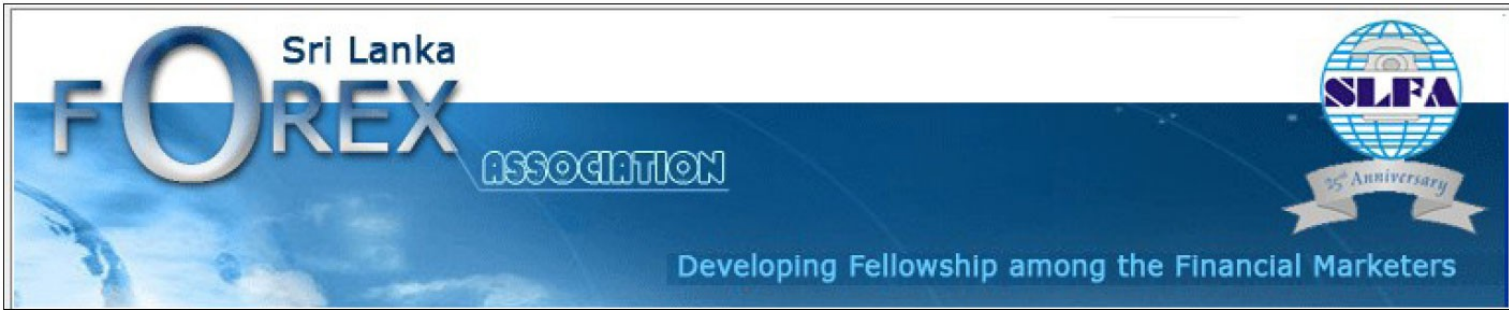 Sri Lanka
FOREX
ASSOCIATION
SLFA
25th Anniversary
Developing Fellowship among the Financial Marketers